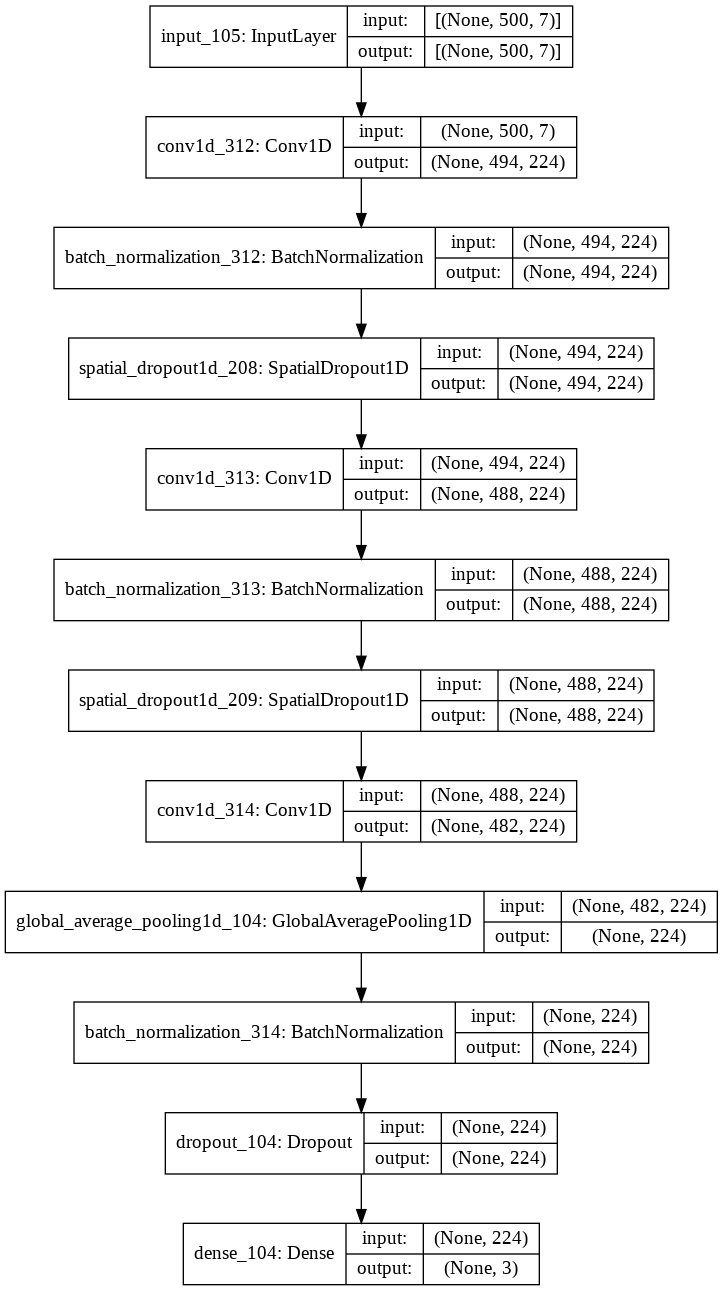 input_105: InputLayer
input: [(None, 500, 7)]
output: [(None, 500, 7)]
conv1d_312: Conv1D
input: (None, 500, 7)
output: (None, 494, 224)
batch_normalization_312: BatchNormalization
input: (None, 494, 224)
output: (None, 494, 224)
spatial_dropout1d_208: SpatialDropout1D
input: (None, 494, 224)
output: (None, 494, 224)
conv1d_313: Conv1D
input: (None, 494, 224)
output: (None, 488, 224)
batch_normalization_313: BatchNormalization
input: (None, 488, 224)
output: (None, 488, 224)
spatial_dropout1d_209: SpatialDropout1D
input: (None, 488, 224)
output: (None, 488, 224)
conv1d_314: Conv1D
input: (None, 488, 224)
output: (None, 482, 224)
global_average_pooling1d_104: GlobalAveragePooling1D
input: (None, 482, 224)
output: (None, 224)
batch_normalization_314: BatchNormalization
input: (None, 224)
output: (None, 224)
dropout_104: Dropout
input: (None, 224)
output: (None, 224)
dense_104: Dense
input: (None, 224)
output: (None, 3)